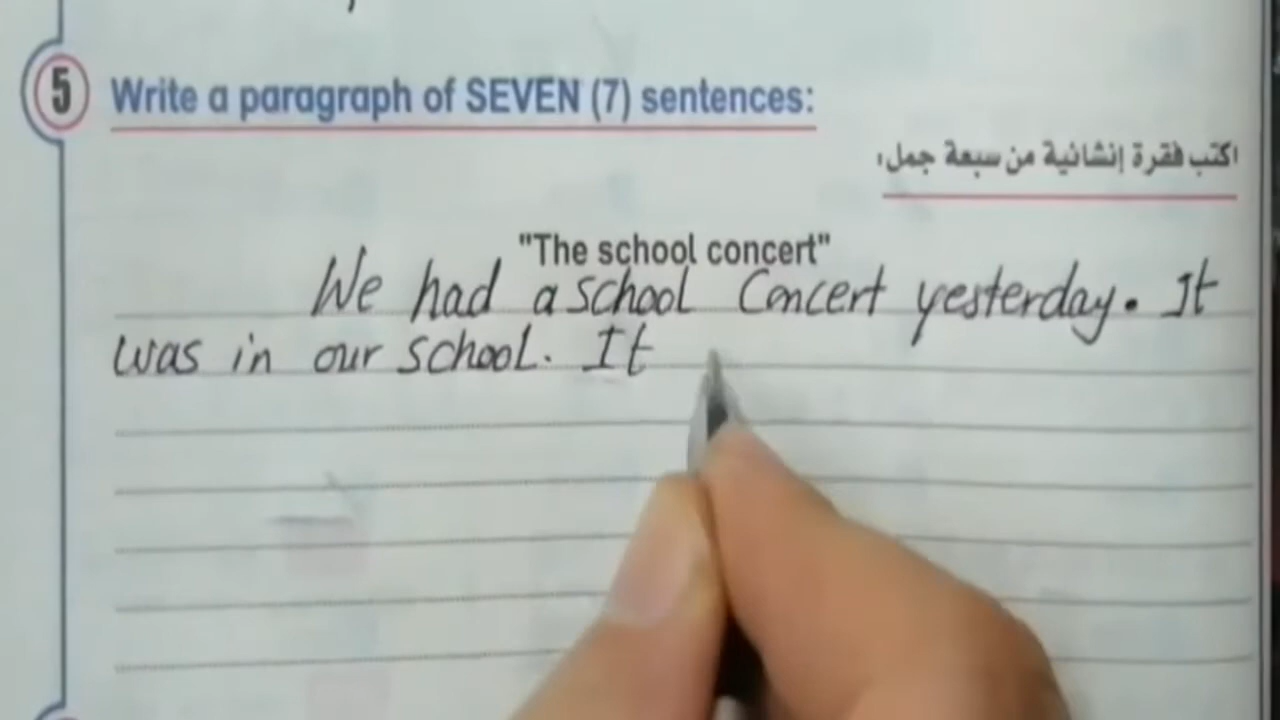 5 Write a paragraph of SEVEN (7) sentences:
اكتب فقرة إنشائية من سبعة جمل:
"The school concert"
We had a school Concert yesterday. It
was in our school. It